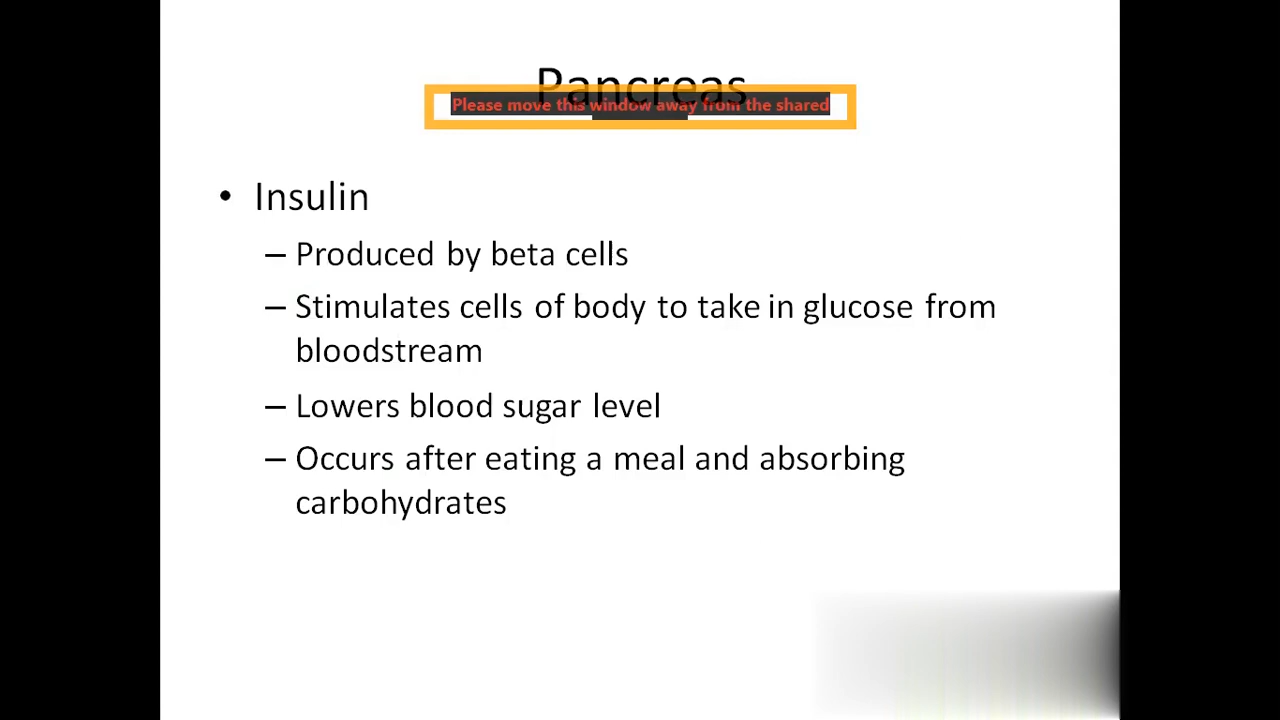 Pancreas
Please move this window away from the shared
• Insulin
– Produced by beta cells
– Stimulates cells of body to take in glucose from
bloodstream
– Lowers blood sugar level
– Occurs after eating a meal and absorbing
carbohydrates